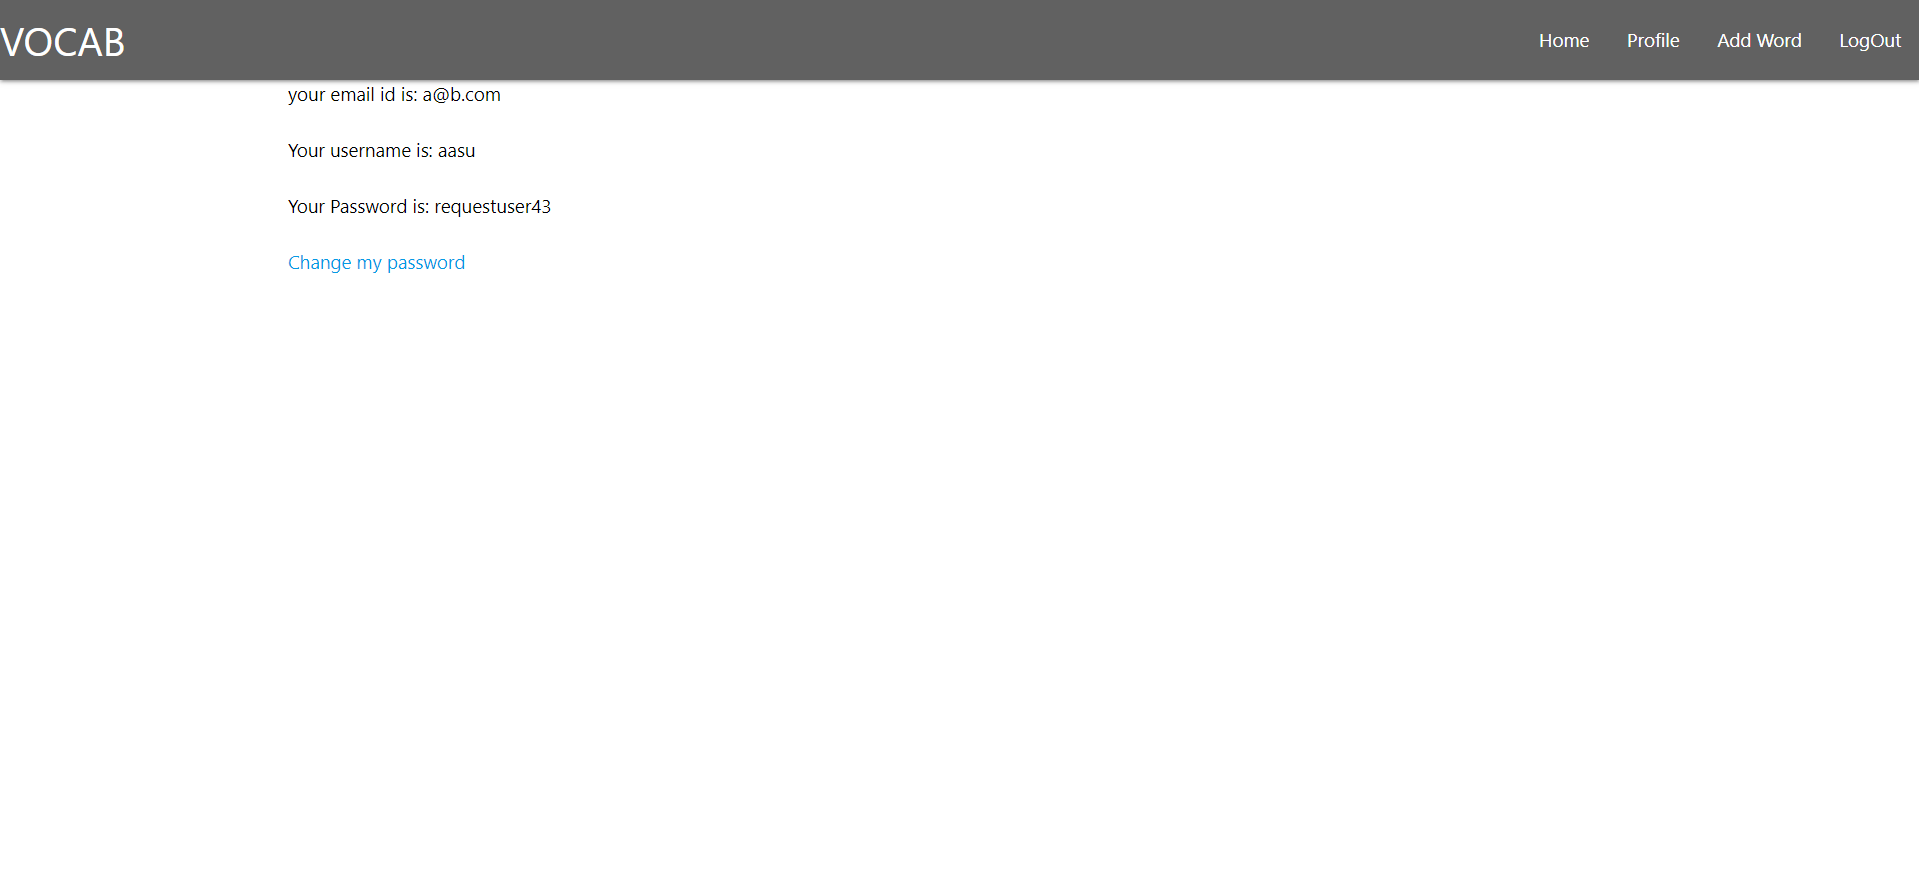 VOCAB
Home Profile Add Word LogOut
your email id is: a@b.com
Your username is: aasu
Your Password is: requestuser43
Change my password